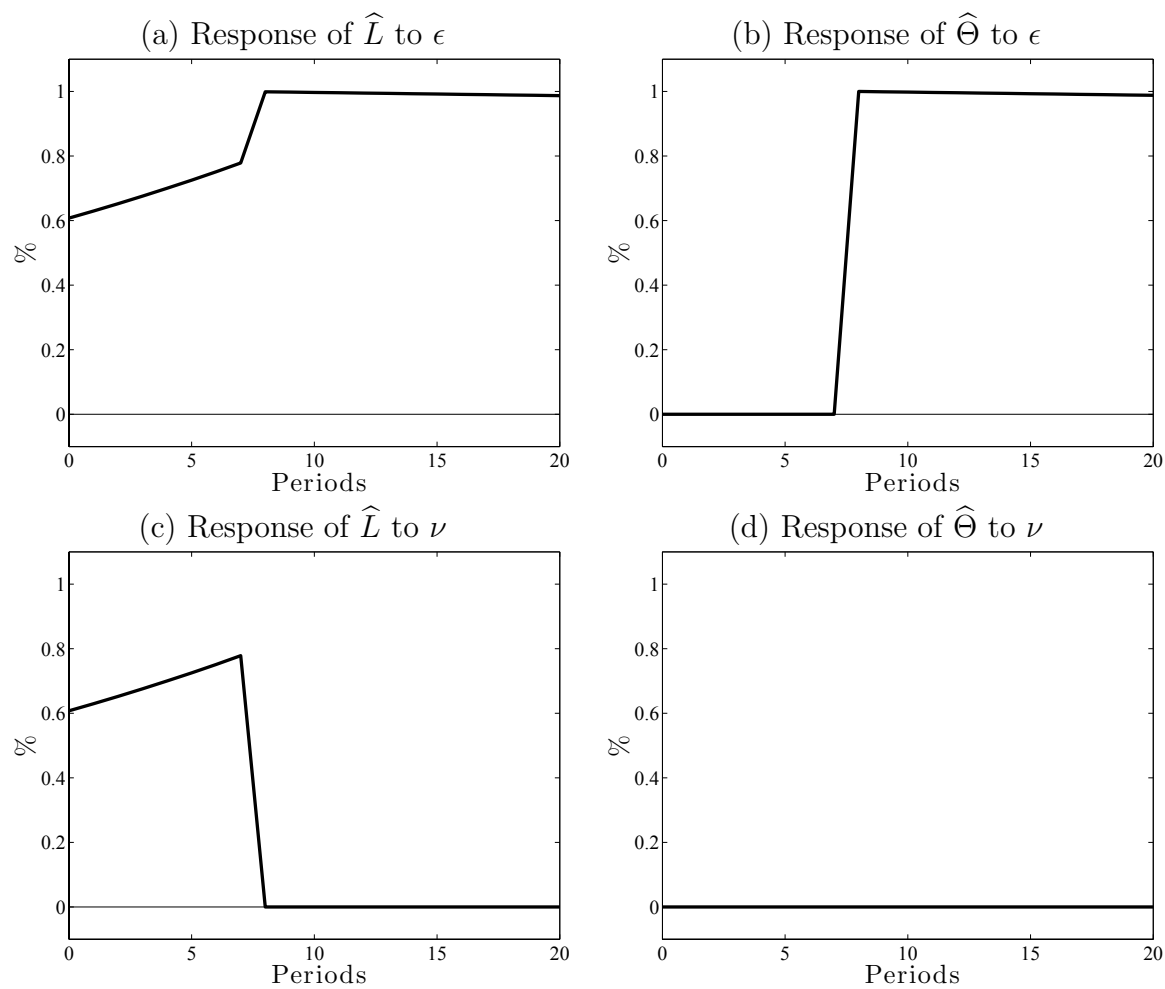 (a) Response of L̂ to ϵ
1
0.8
0.6
0.4
0.2
0
%
0 5 10 15 20
Periods
(b) Response of Θ̂ to ϵ
1
0.8
0.6
0.4
0.2
0
%
0 5 10 15 20
Periods
(c) Response of L̂ to ν
1
0.8
0.6
0.4
0.2
0
%
0 5 10 15 20
Periods
(d) Response of Θ̂ to ν
1
0.8
0.6
0.4
0.2
0
%
0 5 10 15 20
Periods